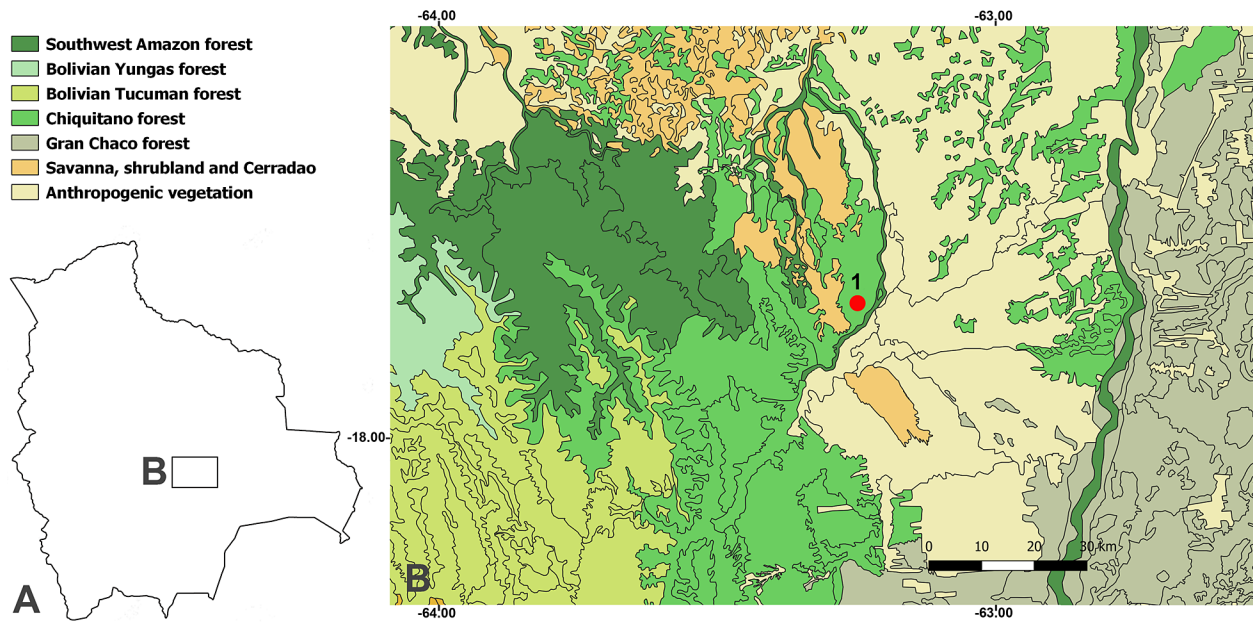 -64.00
-63.00
Southwest Amazon forest
Bolivian Yungas forest
Bolivian Tucuman forest
Chiquitano forest
Gran Chaco forest
Savanna, shrubland and Cerradao
Anthropogenic vegetation
1
-18.00
B
A
B
0
10
20
30 km
-64.00
-63.00